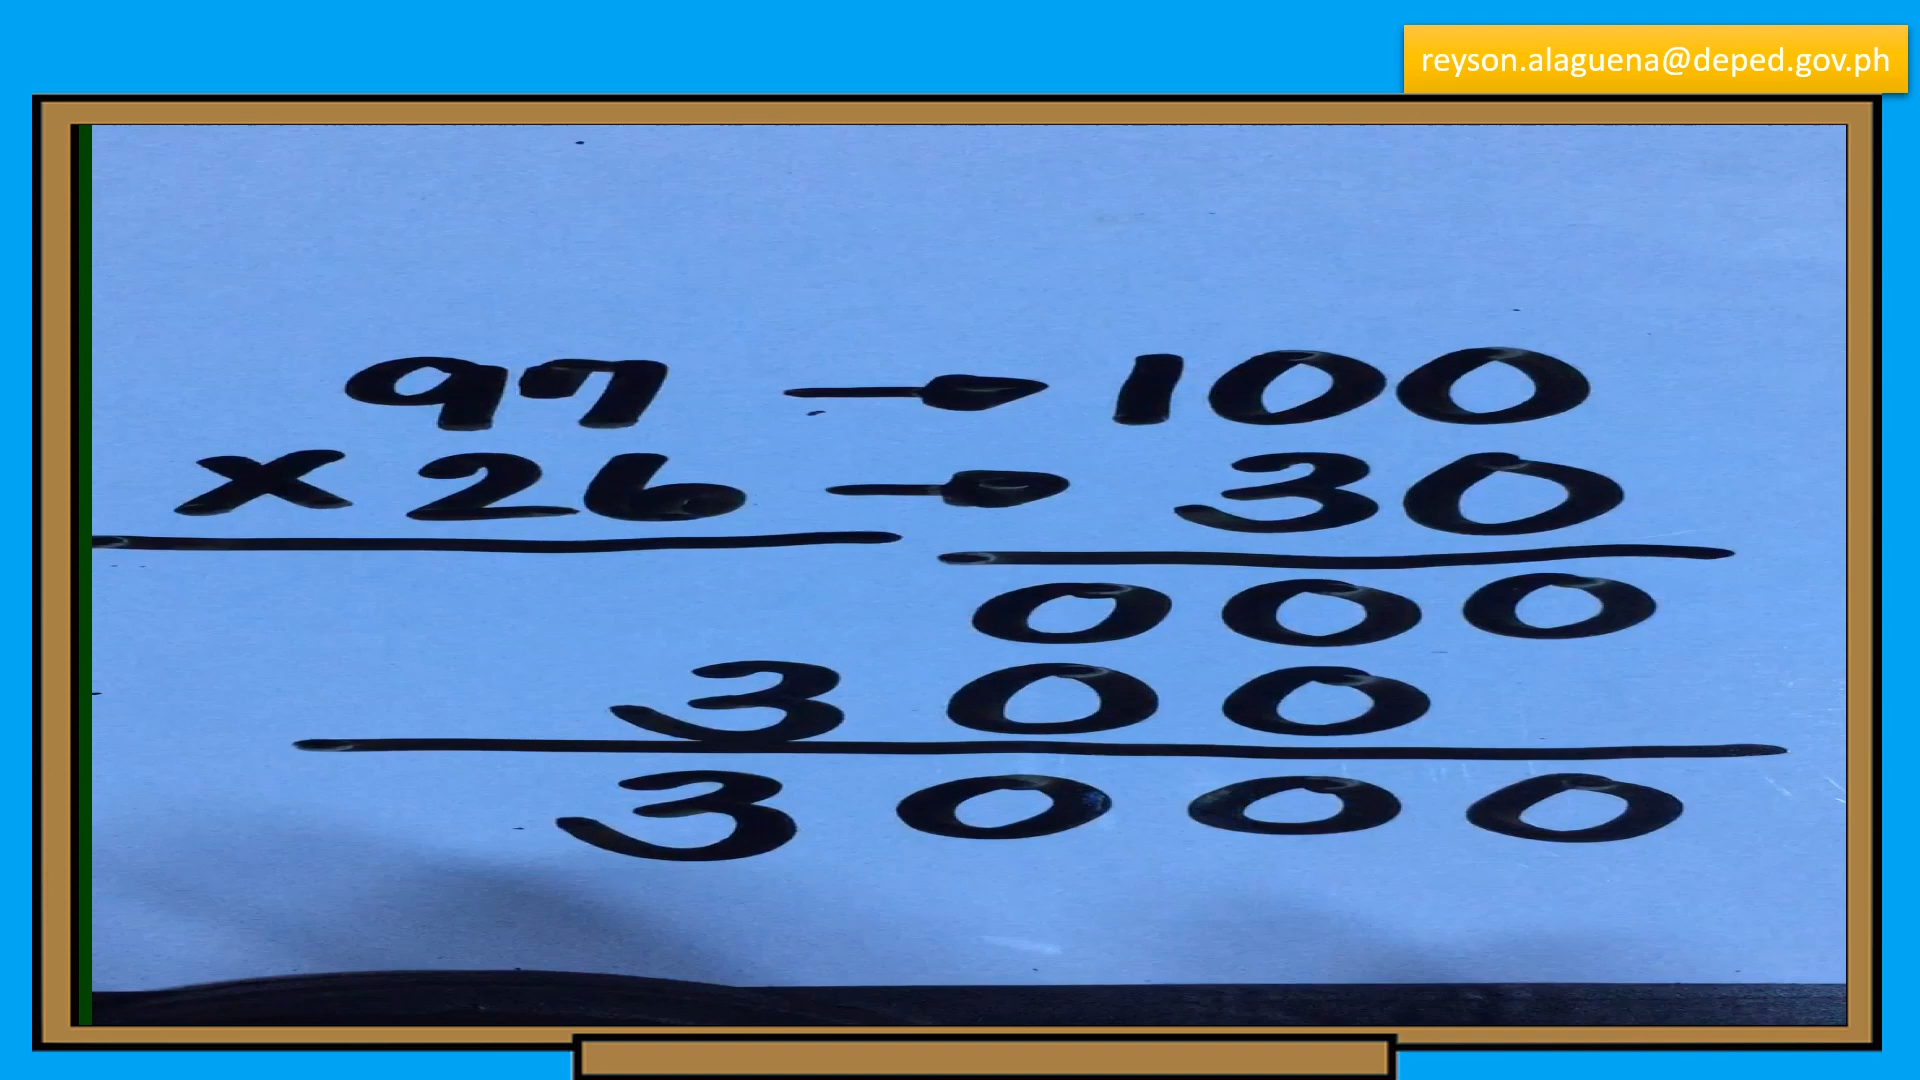 reyson.alaguena@deped.gov.ph
97 → 100
× 26 → 30
000
300
3000